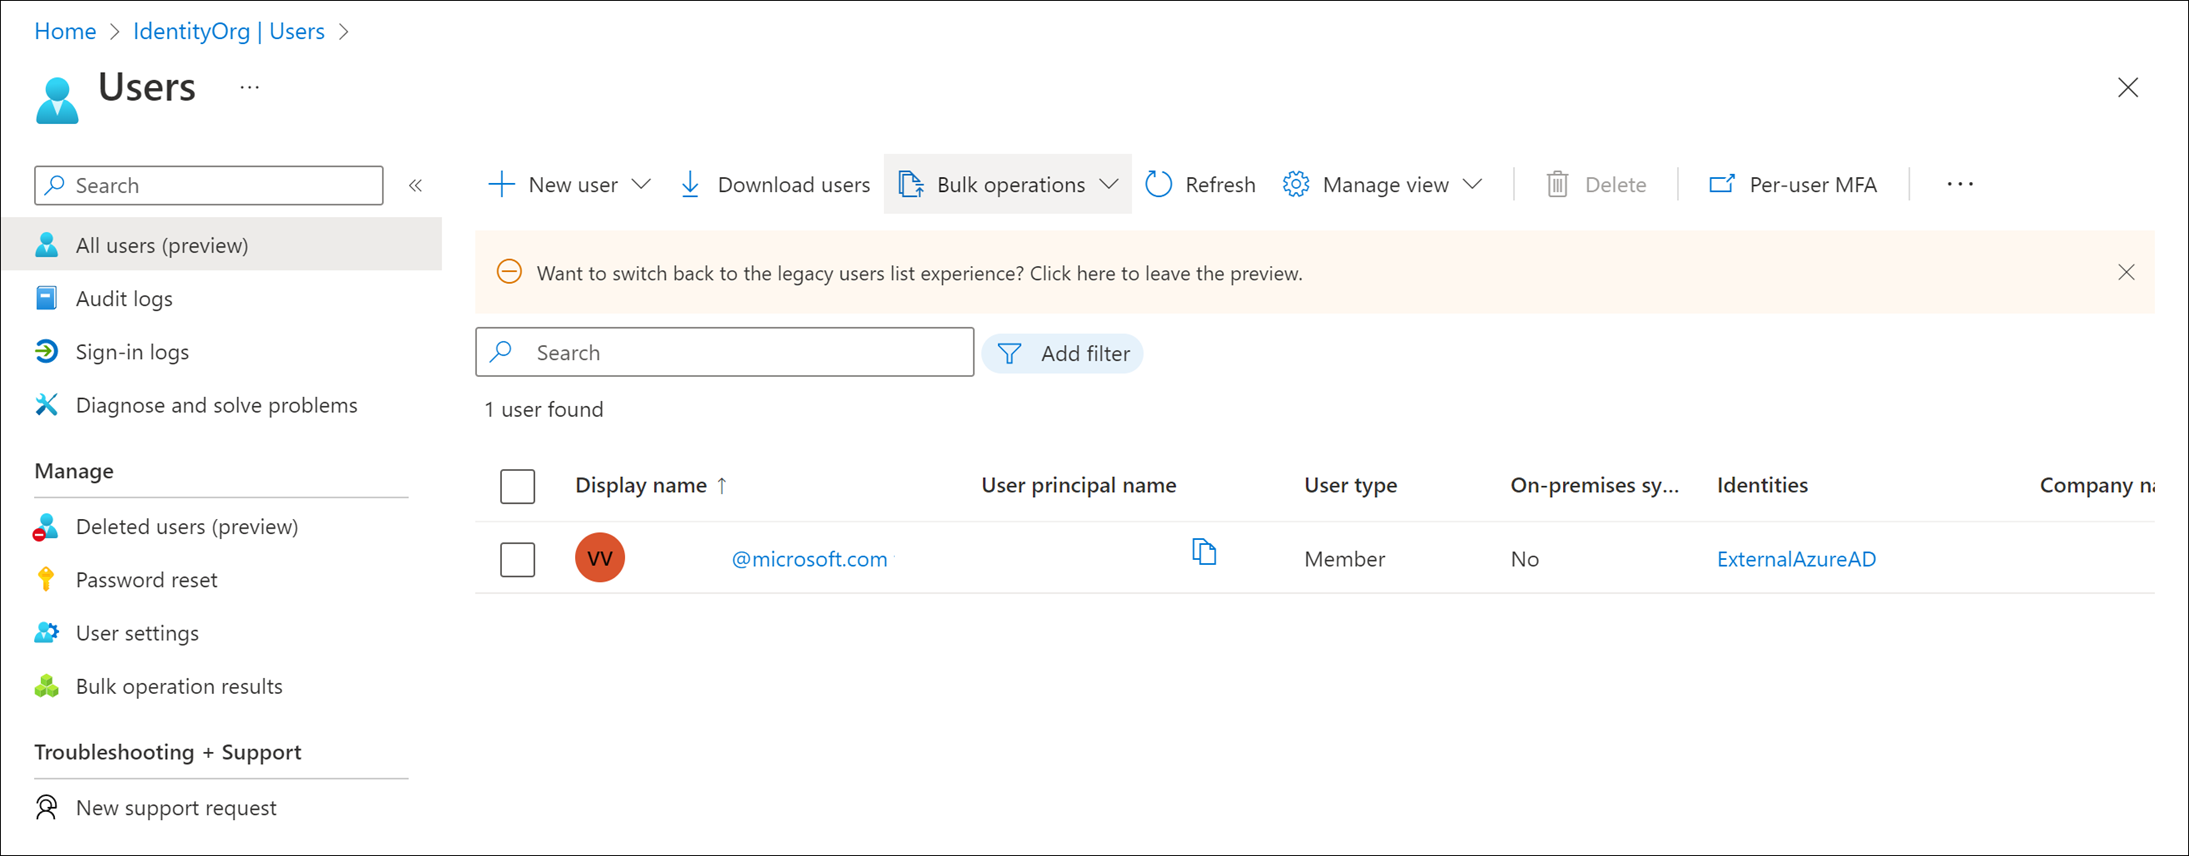 Home > IdentityOrg | Users >
Users ...
Search «
New user Download users Bulk operations Refresh Manage view Delete Per-user MFA ...
All users (preview)
Audit logs
Sign-in logs
Diagnose and solve problems
Manage
Deleted users (preview)
Password reset
User settings
Bulk operation results
Troubleshooting + Support
New support request
Want to switch back to the legacy users list experience? Click here to leave the preview.
Search Add filter
1 user found
Display name ↑ User principal name User type On-premises sy... Identities Company na
VV @microsoft.com Member No ExternalAzureAD